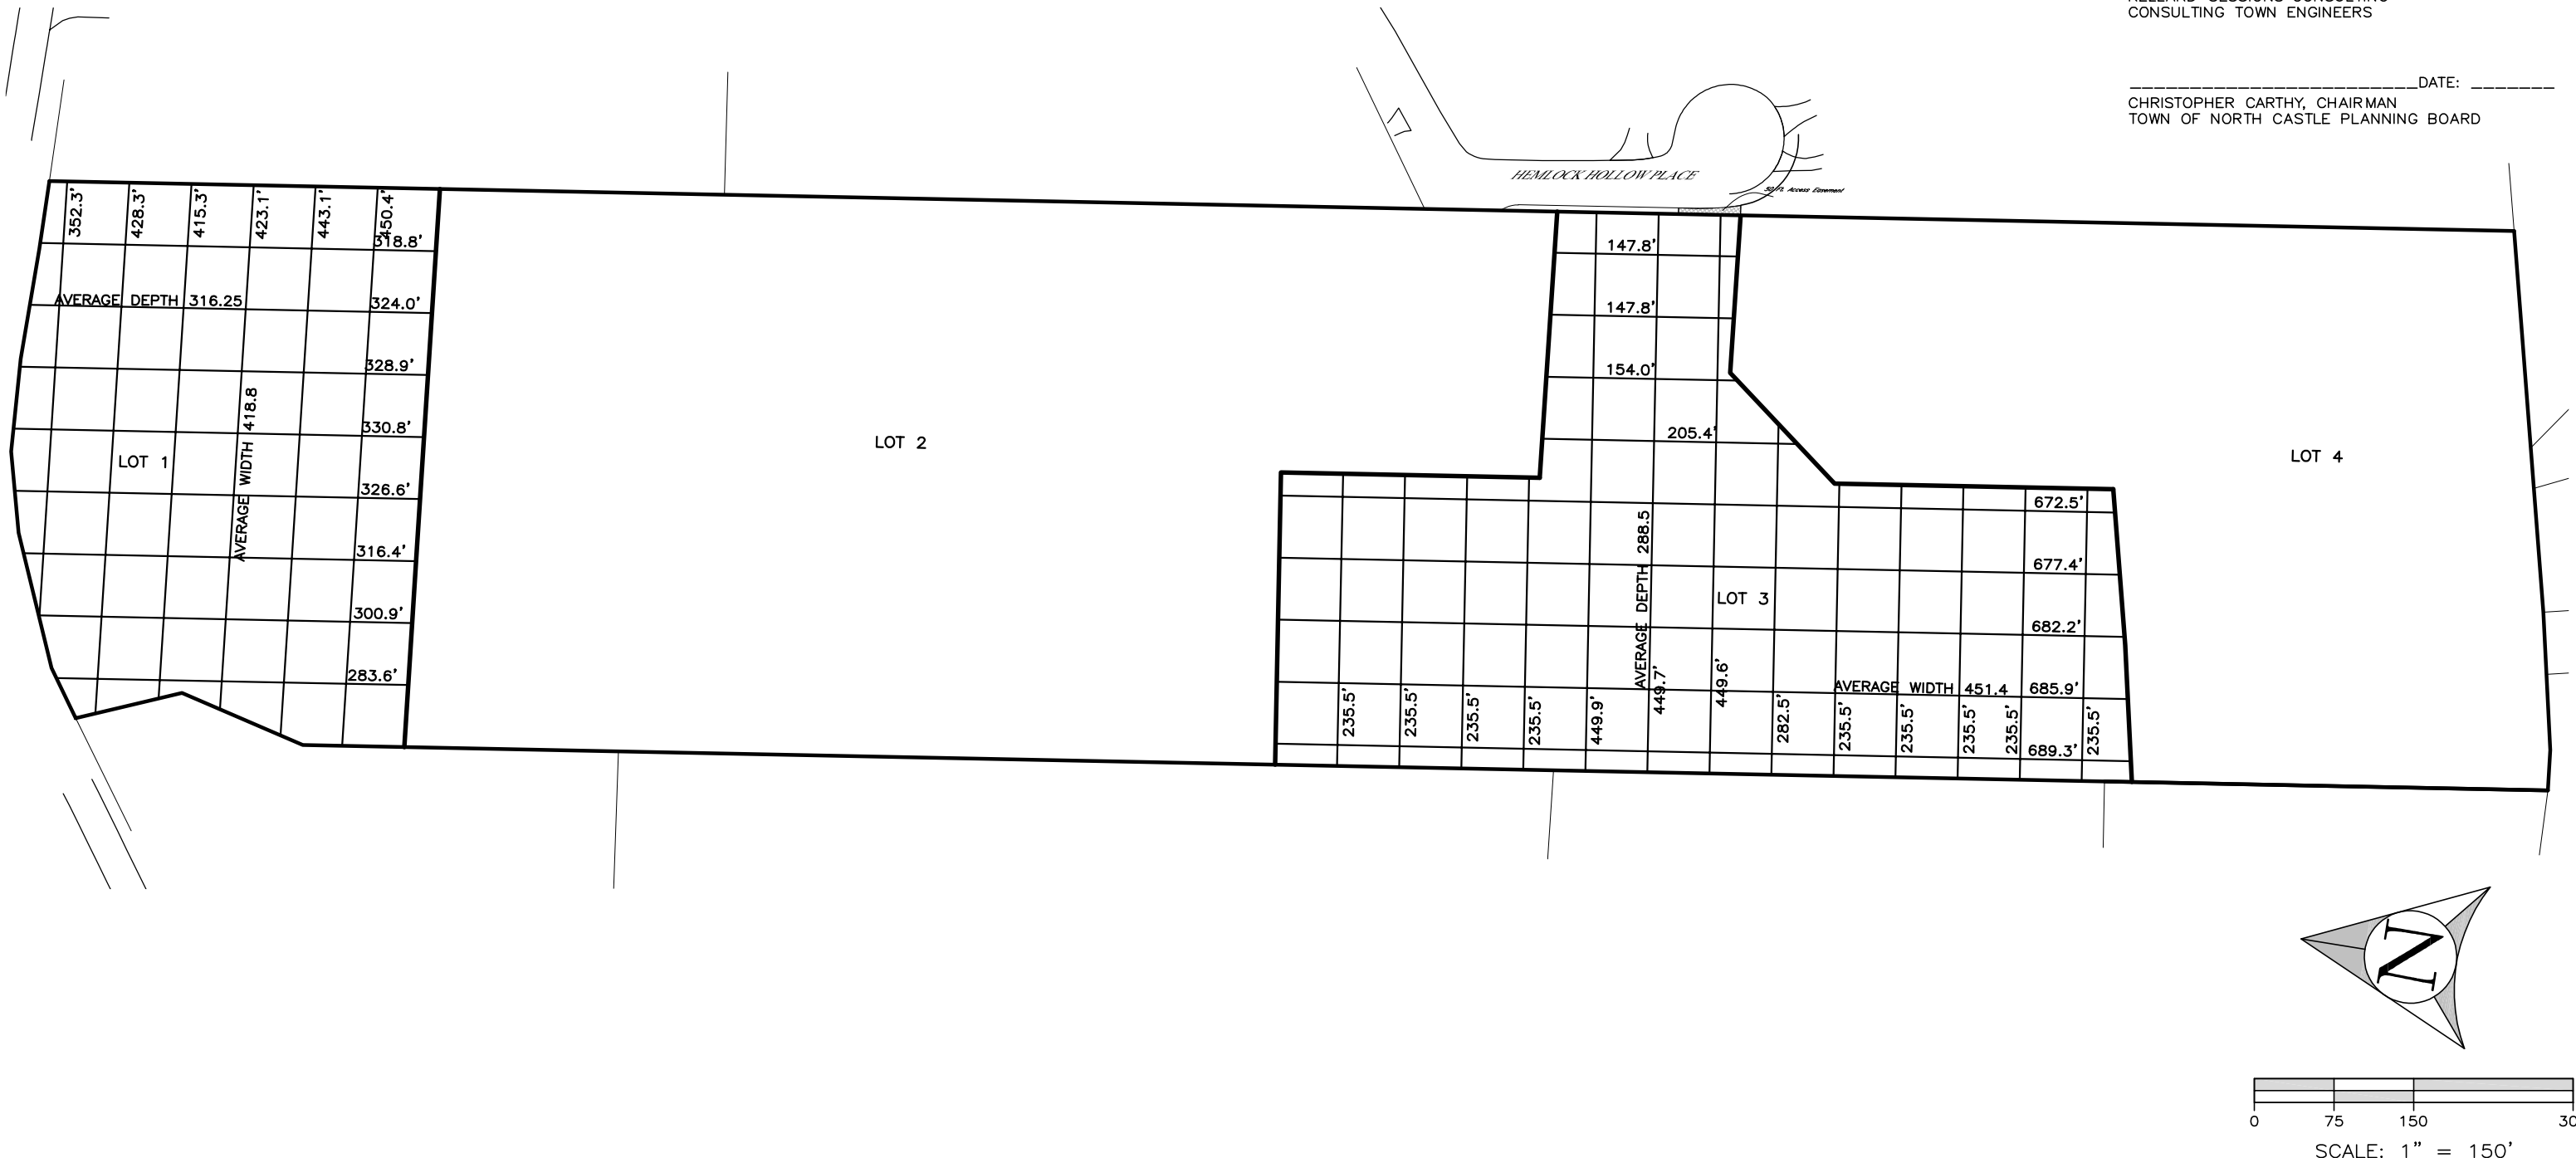 CONSULTING TOWN ENGINEERS
DATE:
CHRISTOPHER CARTHY, CHAIRMAN
TOWN OF NORTH CASTLE PLANNING BOARD
HEMLOCK HOLLOW PLACE
50 Ft. Access Easement
352.3'
428.3'
415.3'
423.1'
443.1'
450.4'
318.8'
AVERAGE DEPTH 316.25
324.0'
328.9'
AVERAGE WIDTH 418.8
330.8'
LOT 1
326.6'
316.4'
300.9'
283.6'
LOT 2
147.8'
147.8'
154.0'
205.4'
672.5'
677.4'
AVERAGE DEPTH 288.5
LOT 3
682.2'
AVERAGE WIDTH 451.4
685.9'
235.5'
235.5'
235.5'
235.5'
449.9'
449.7'
449.6'
282.5'
235.5'
235.5'
235.5'
235.5'
235.5'
689.3'
LOT 4
N
0 75 150 30
SCALE: 1" = 150'